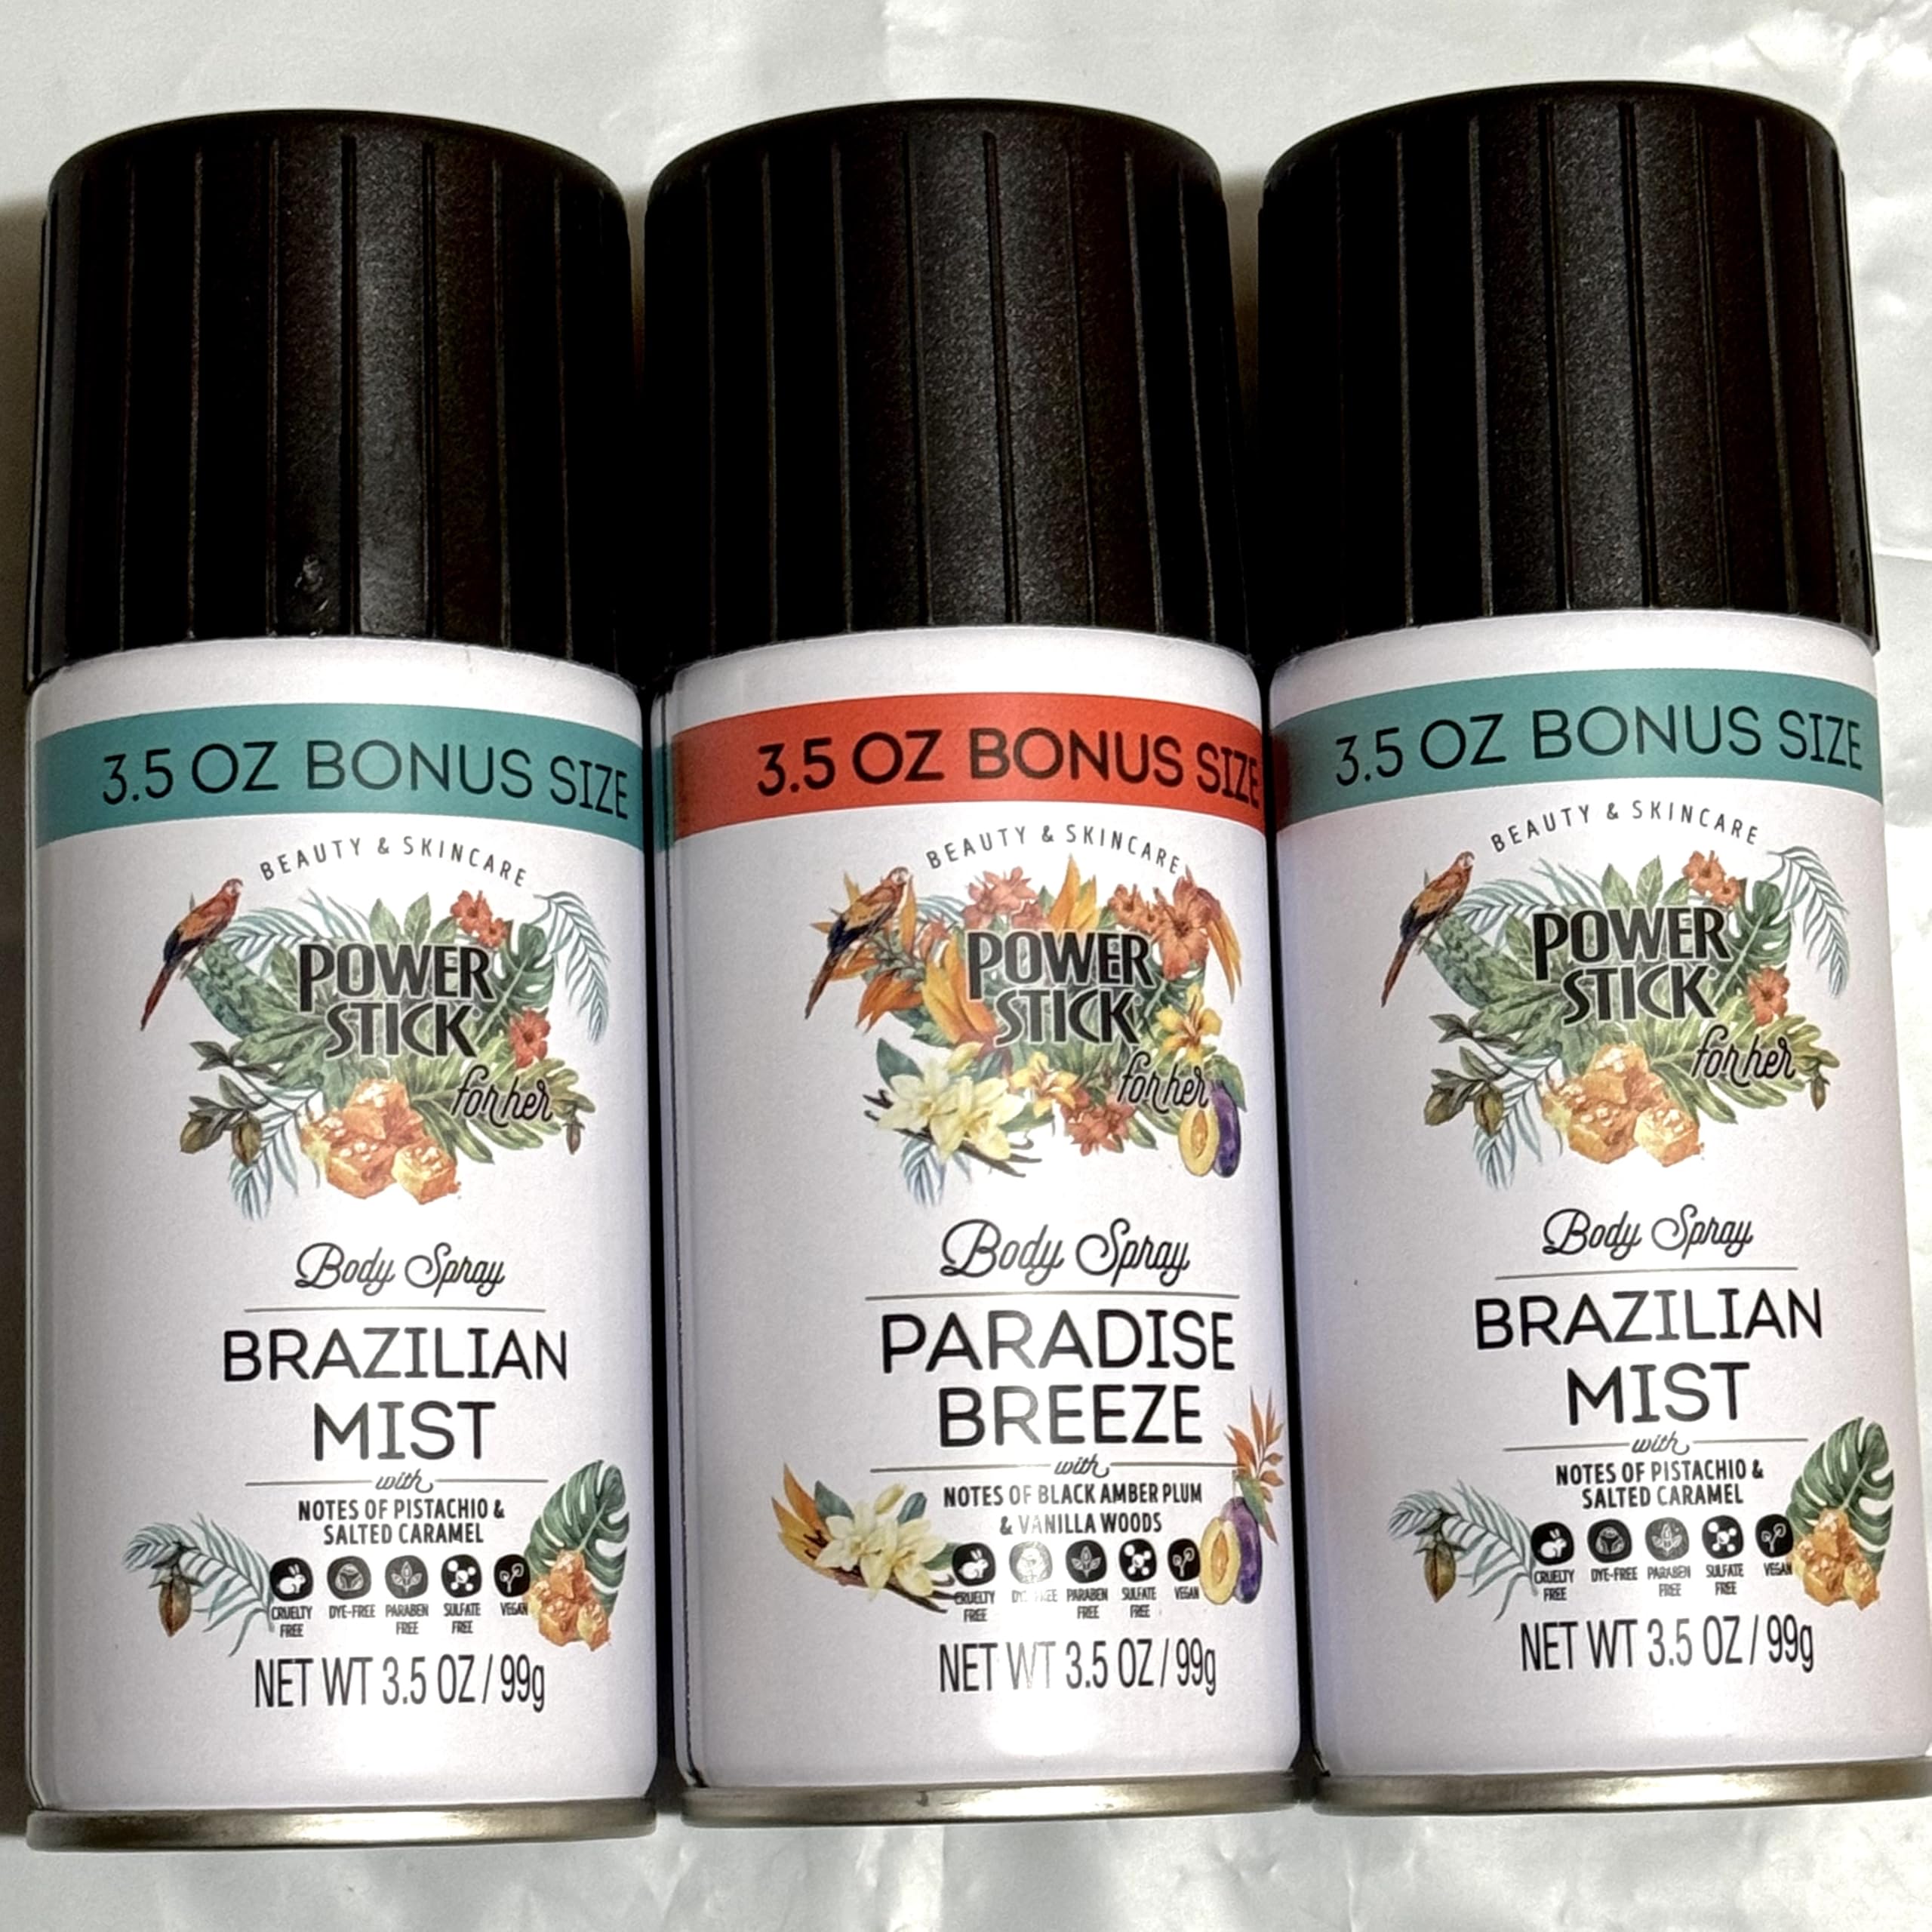 3.5 OZ BONUS SIZE
BEAUTY & SKINCARE
POWER
STICK
for her
Body Spray
BRAZILIAN
MIST
with
NOTES OF PISTACHIO &
SALTED CARAMEL
CRUELTY FREE
DYE-FREE
PARABEN FREE
SULFATE FREE
VEGAN
NET WT 3.5 OZ / 99g
3.5 OZ BONUS SIZE
BEAUTY & SKINCARE
POWER
STICK
for her
Body Spray
PARADISE
BREEZE
with
NOTES OF BLACK AMBER PLUM
& VANILLA WOODS
CRUELTY FREE
DYE-FREE
PARABEN FREE
SULFATE FREE
VEGAN
NET WT 3.5 OZ / 99g
3.5 OZ BONUS SIZE
BEAUTY & SKINCARE
POWER
STICK
for her
Body Spray
BRAZILIAN
MIST
with
NOTES OF PISTACHIO &
SALTED CARAMEL
CRUELTY FREE
DYE-FREE
PARABEN FREE
SULFATE FREE
VEGAN
NET WT 3.5 OZ / 99g